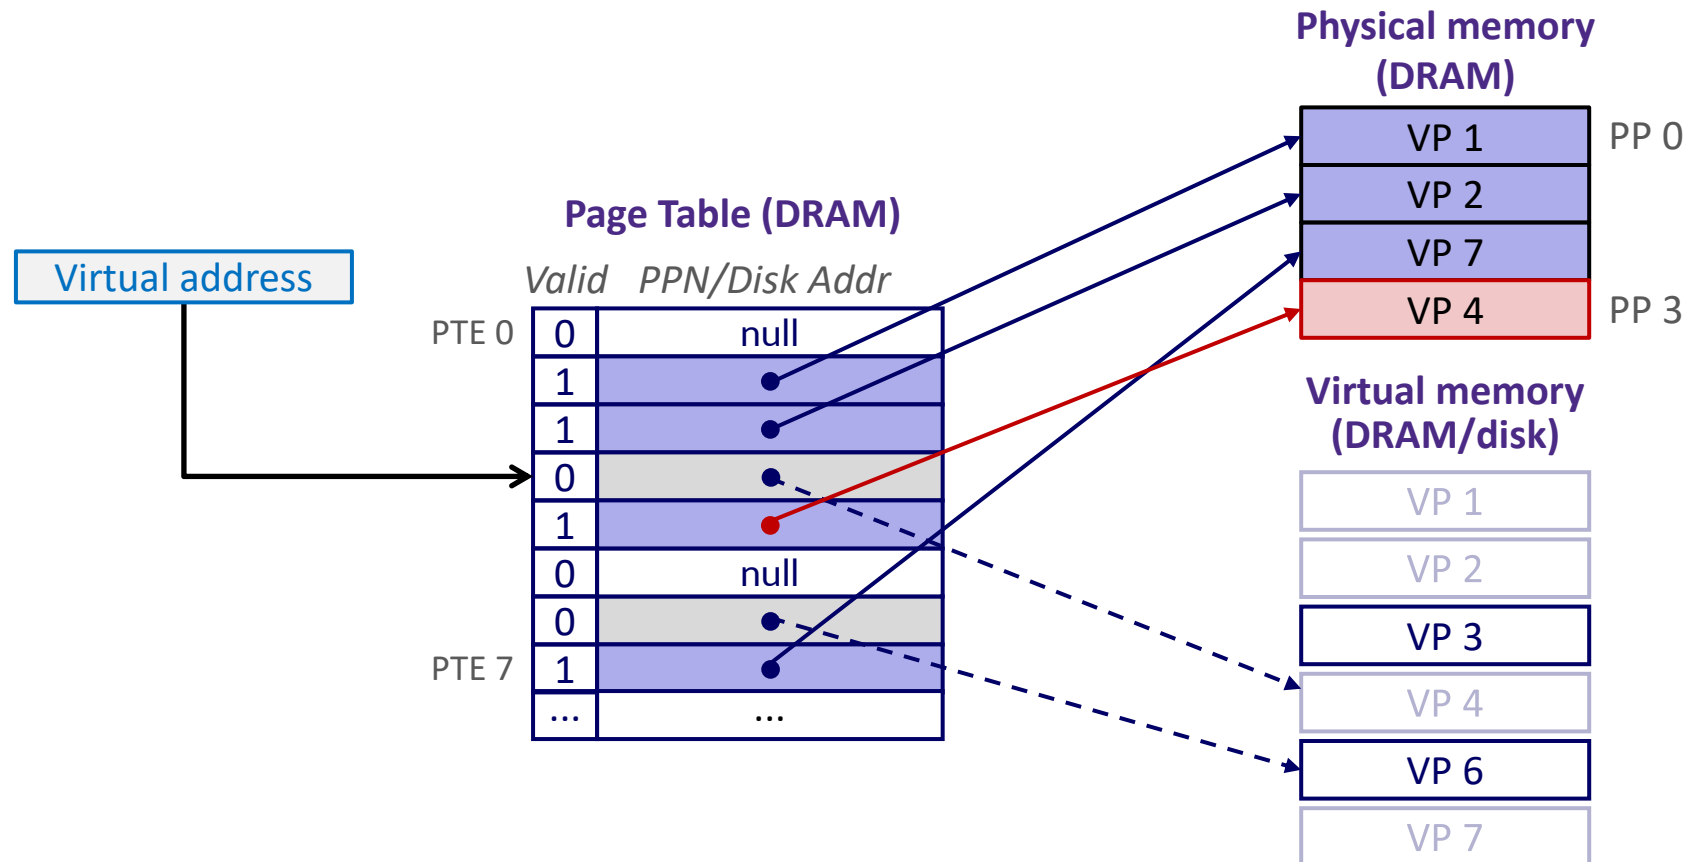 Physical memory
(DRAM)
VP 1 PP 0
VP 2
VP 7
VP 4 PP 3
Page Table (DRAM)
Virtual address
Valid PPN/Disk Addr
PTE 0 0 null
1
1
0
1
0 null
0
PTE 7 1
... ...
Virtual memory
(DRAM/disk)
VP 1
VP 2
VP 3
VP 4
VP 6
VP 7